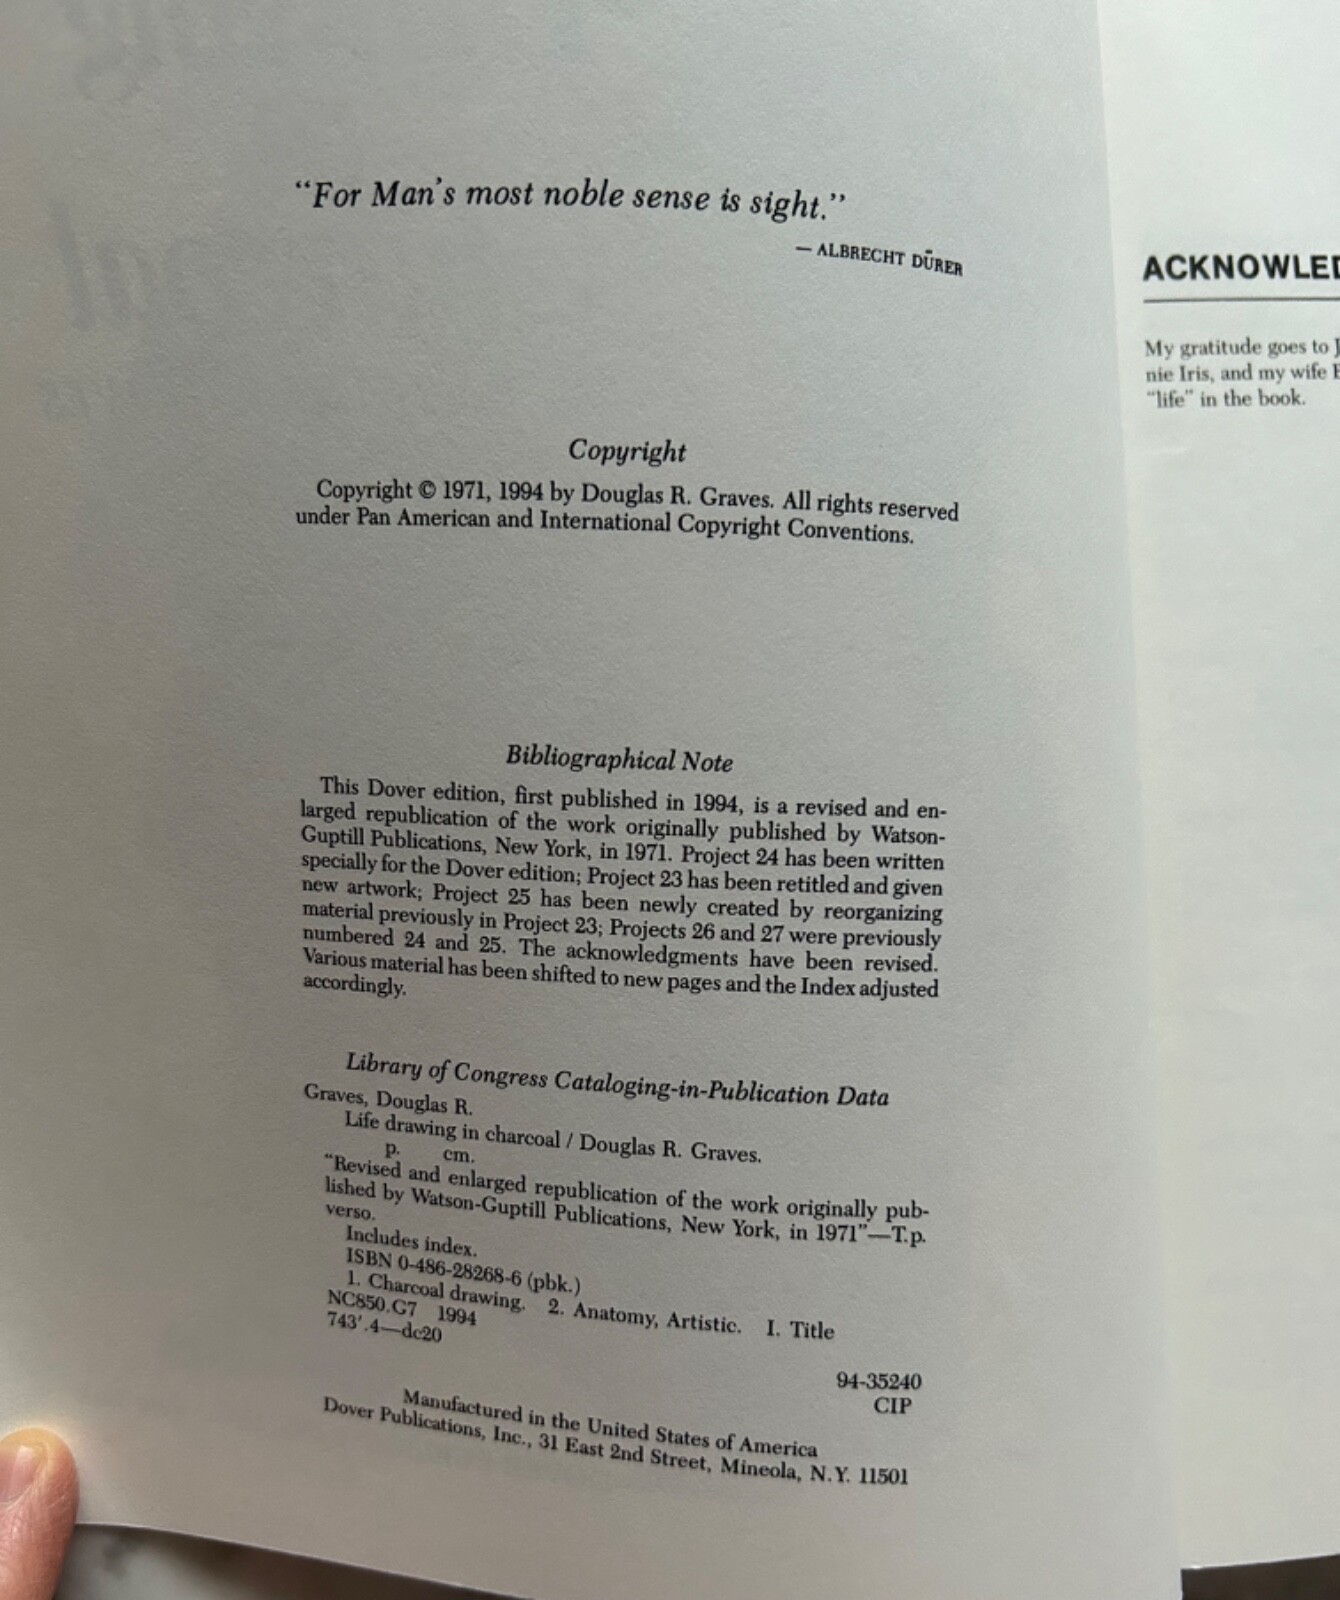 “For Man’s most noble sense is sight.”
— ALBRECHT DÜRER
Copyright
Copyright © 1971, 1994 by Douglas R. Graves. All rights reserved
under Pan American and International Copyright Conventions.
Bibliographical Note
This Dover edition, first published in 1994, is a revised and en-
larged republication of the work originally published by Watson-
Guptill Publications, New York, in 1971. Project 24 has been written
specially for the Dover edition; Project 23 has been retitled and given
new artwork; Project 25 has been newly created by reorganizing
material previously in Project 23; Projects 26 and 27 were previously
numbered 24 and 25. The acknowledgments have been revised.
Various material has been shifted to new pages and the Index adjusted
accordingly.
Library of Congress Cataloging-in-Publication Data
Graves, Douglas R.
Life drawing in charcoal / Douglas R. Graves.
p. cm.
“Revised and enlarged republication of the work originally pub-
lished by Watson-Guptill Publications, New York, in 1971”—T.p.
verso.
Includes index.
ISBN 0-486-28268-6 (pbk.)
1. Charcoal drawing. 2. Anatomy, Artistic. I. Title
NC850.G7 1994
743′.4—dc20
94-35240
CIP
Manufactured in the United States of America
Dover Publications, Inc., 31 East 2nd Street, Mineola, N.Y. 11501
ACKNOWLED
My gratitude goes to
nie Iris, and my wife
“life” in the book.